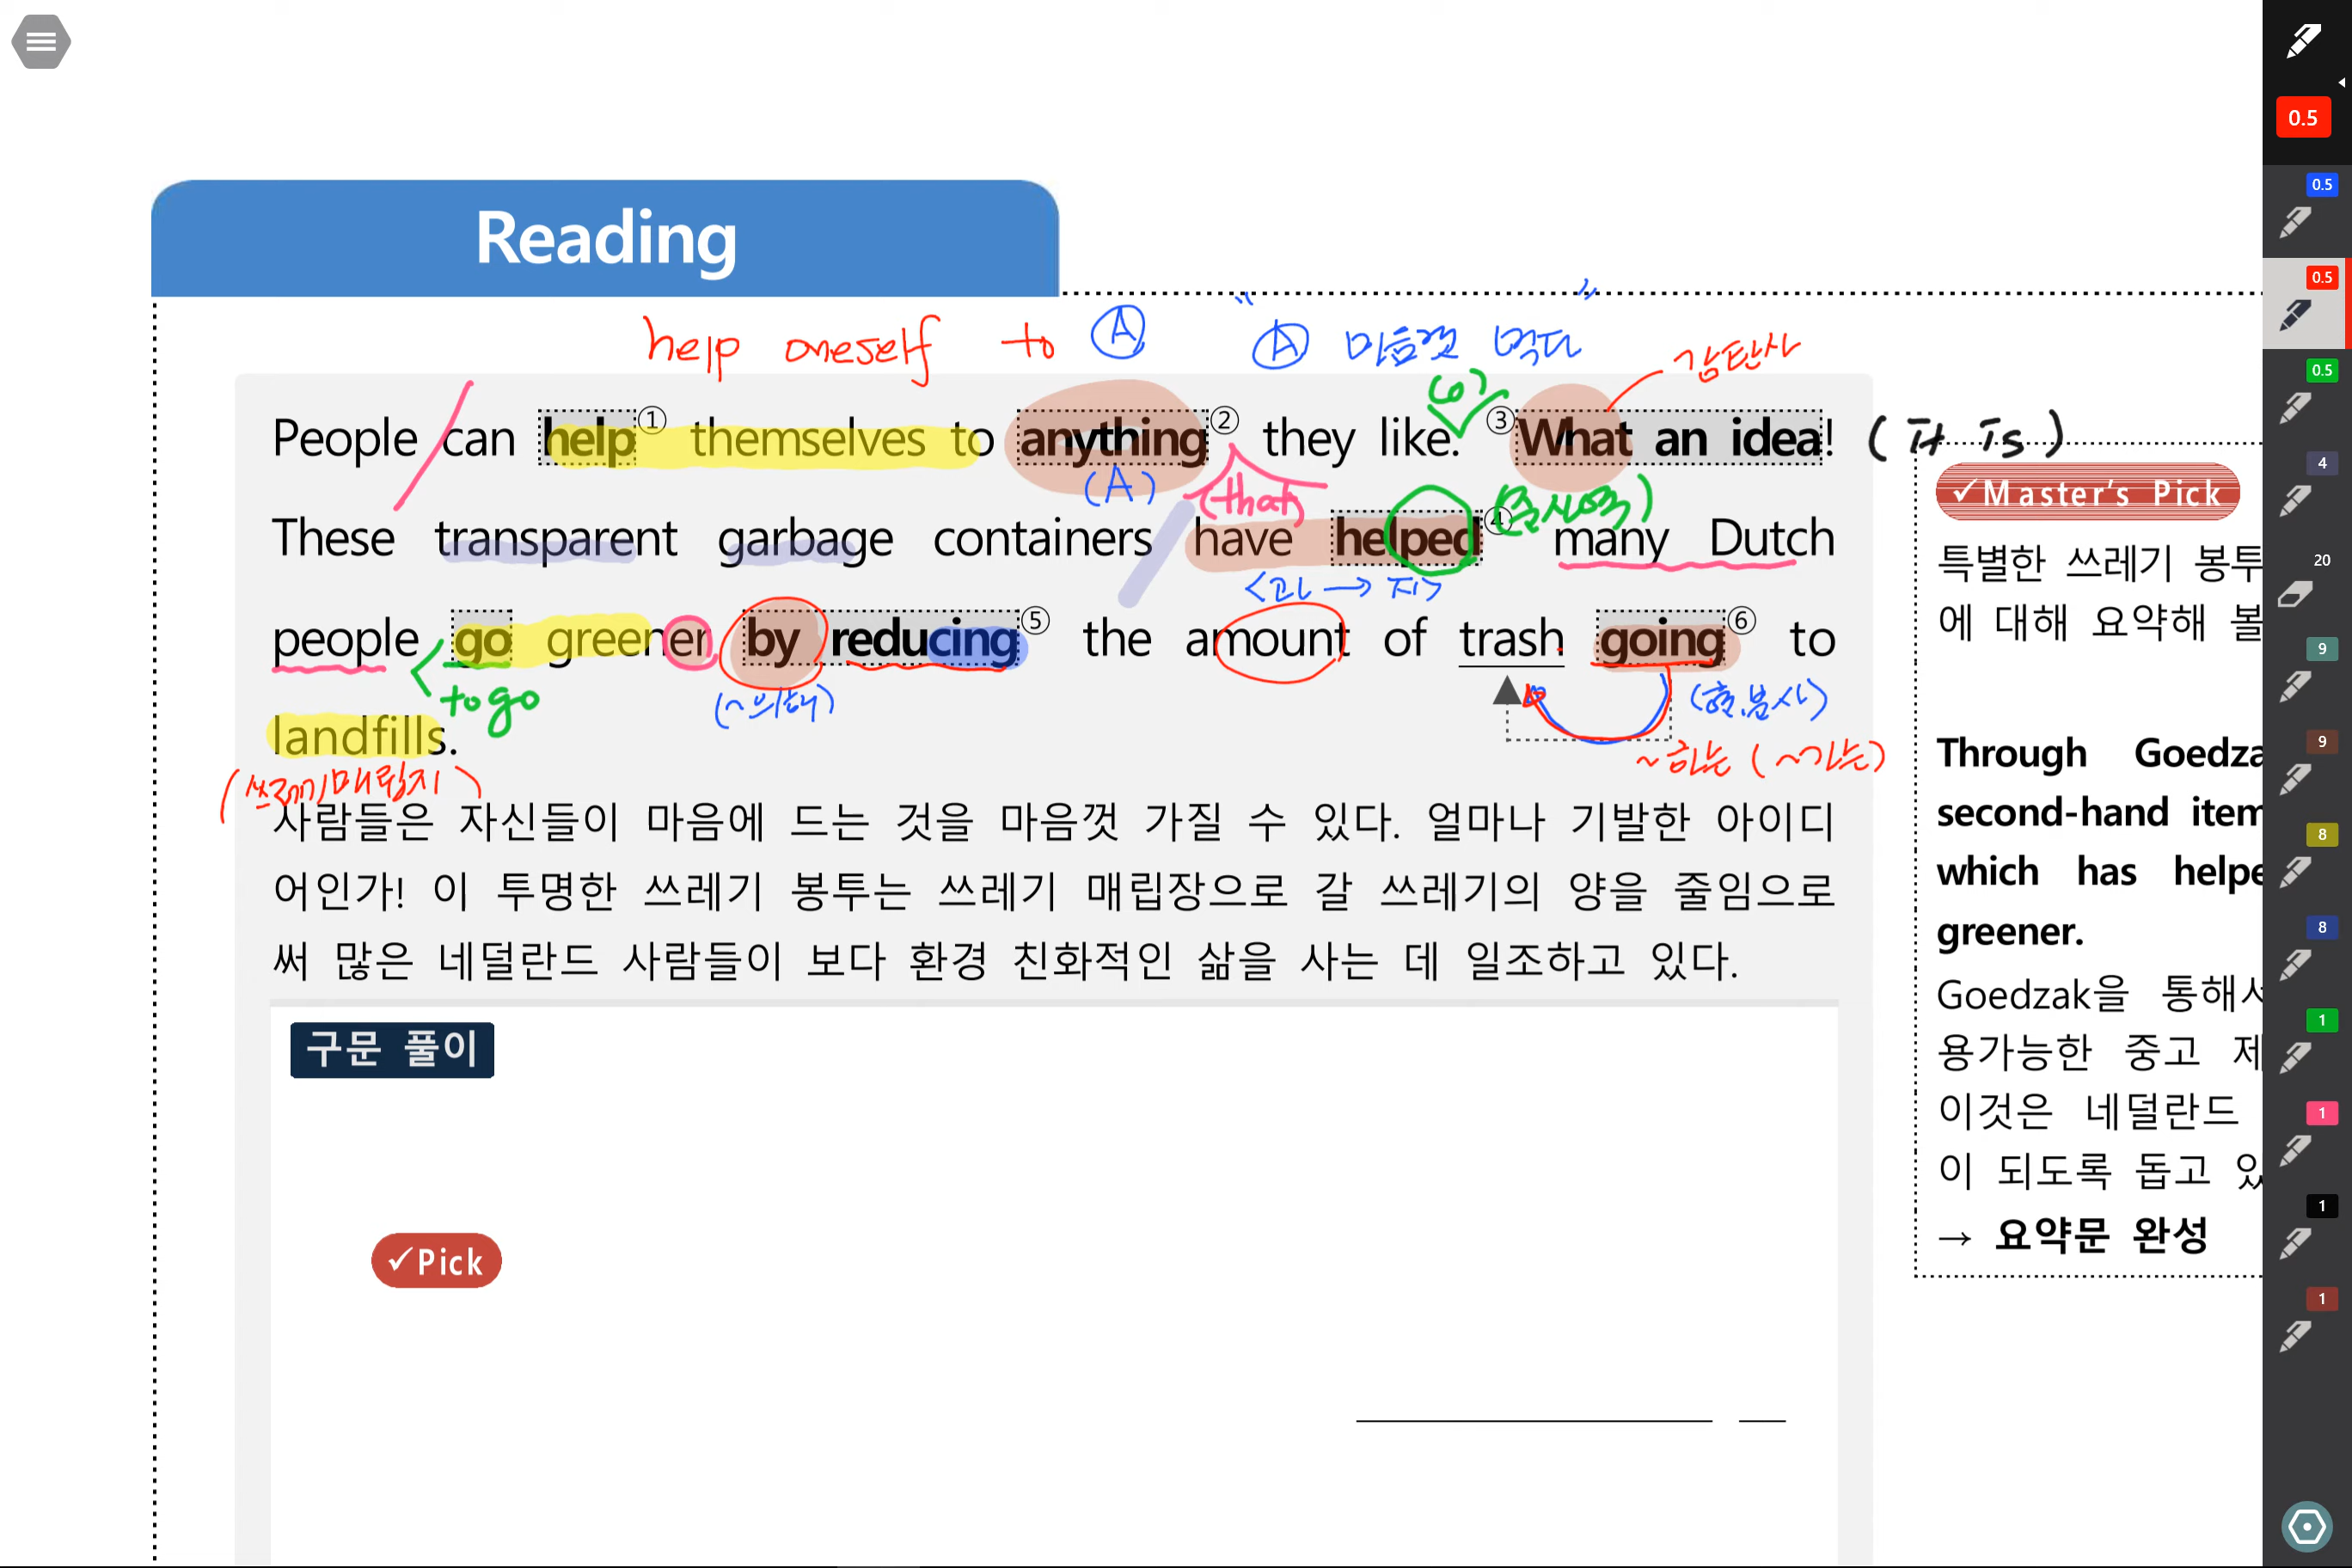 Reading
help oneself to Ⓐ " Ⓐ 마음껏 먹다 "
감탄사
(o)
People can help① themselves to anything② they like. ③What an idea! (it is)
(A) (that) (준사역)
These transparent garbage containers have helped④ many Dutch
<과 → 지>
people go greener by reducing⑤ the amount of trash going⑥ to
to go (~의해) (현.분사)
landfills.
~하는 (~가는)
(쓰레기매립지)
사람들은 자신들이 마음에 드는 것을 마음껏 가질 수 있다. 얼마나 기발한 아이디
어인가! 이 투명한 쓰레기 봉투는 쓰레기 매립장으로 갈 쓰레기의 양을 줄임으로
써 많은 네덜란드 사람들이 보다 환경 친화적인 삶을 사는 데 일조하고 있다.
구문 풀이
✓Pick
✓Master's Pick
특별한 쓰레기 봉투
에 대해 요약해 볼
Through Goedza
second-hand item
which has helpe
greener.
Goedzak을 통해서
용가능한 중고 제
이것은 네덜란드
이 되도록 돕고 있
→ 요약문 완성
0.5
0.5
0.5
0.5
4
20
9
9
8
8
1
1
1
1